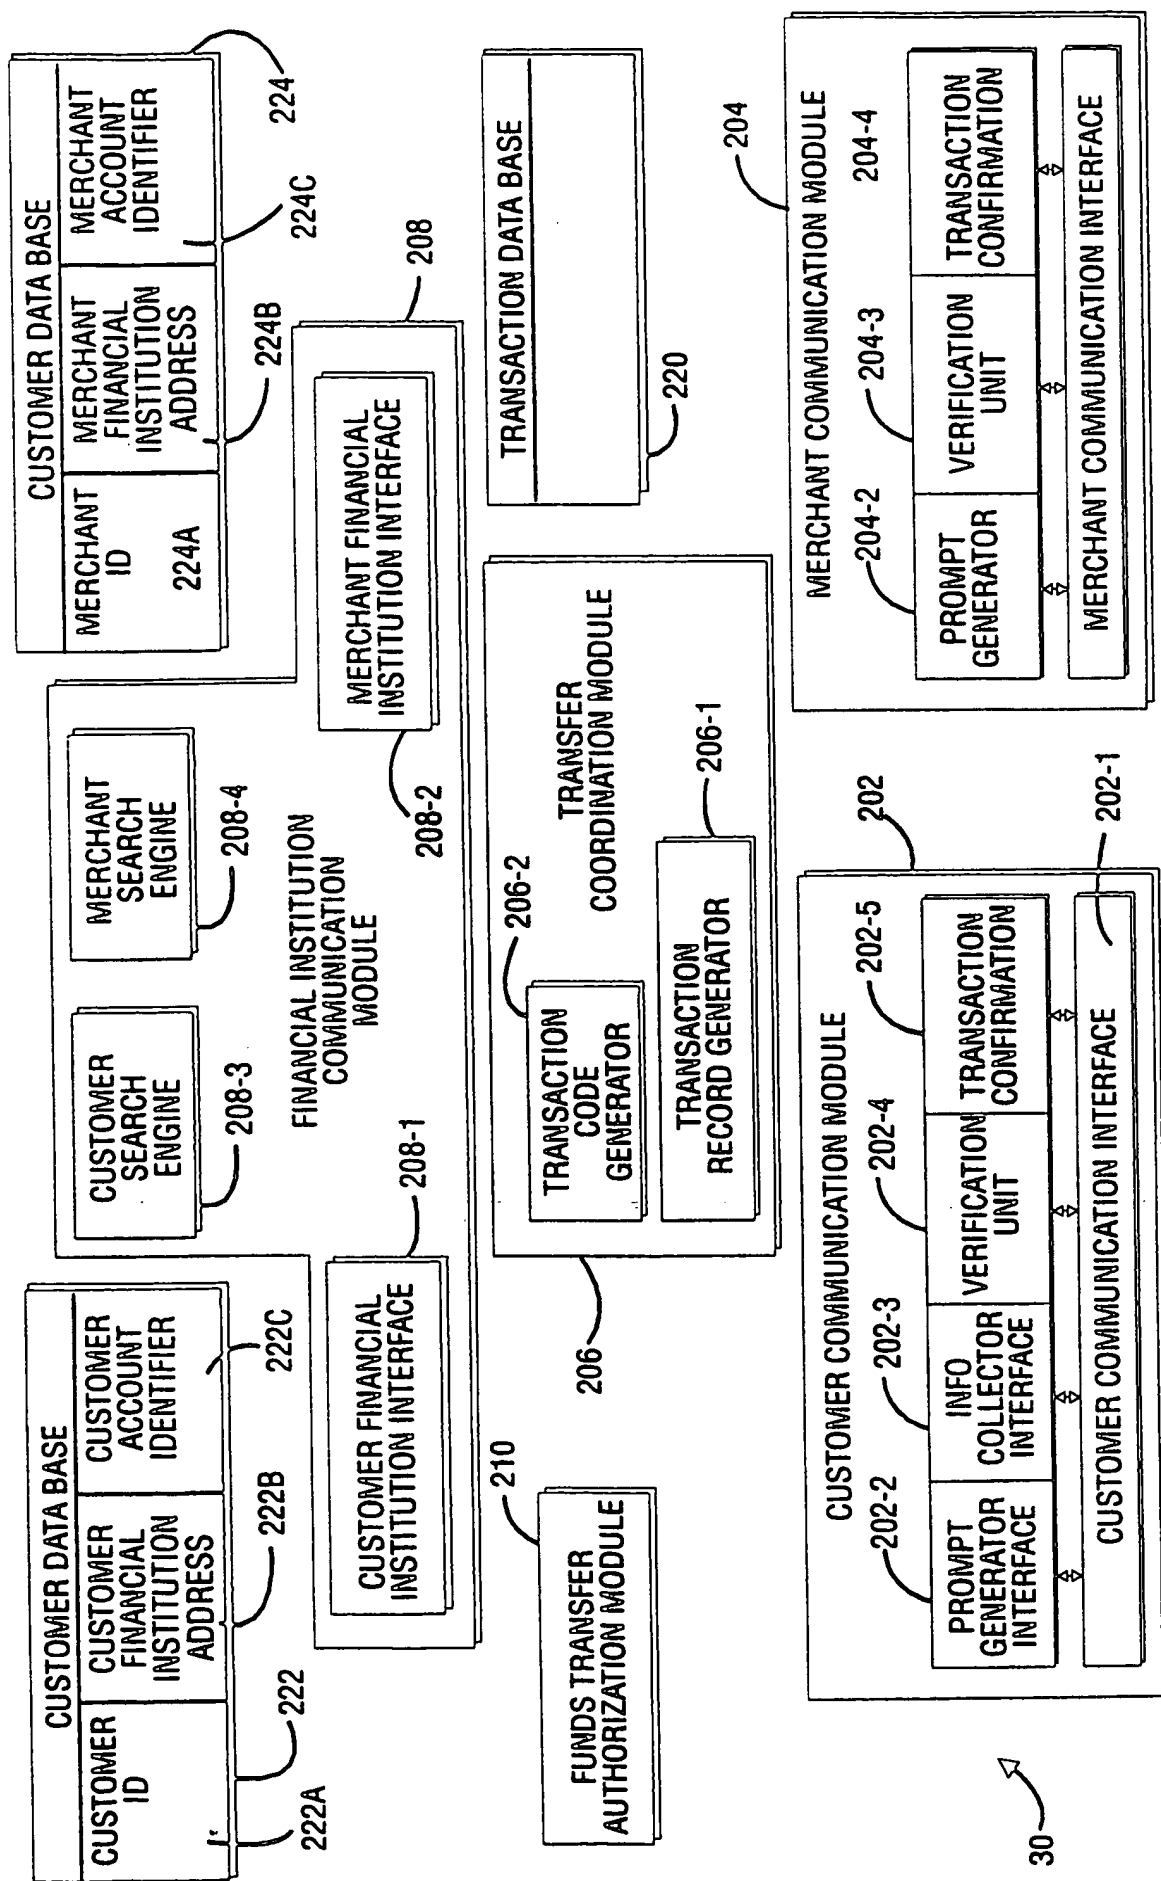 CUSTOMER DATA BASE
CUSTOMER
ID
CUSTOMER
FINANCIAL
INSTITUTION
ADDRESS
CUSTOMER
ACCOUNT
IDENTIFIER
222A
222
222B
222C
CUSTOMER
SEARCH
ENGINE
208-3
MERCHANT
SEARCH
ENGINE
208-4
FINANCIAL INSTITUTION
COMMUNICATION
MODULE
CUSTOMER FINANCIAL
INSTITUTION INTERFACE
208-1
MERCHANT FINANCIAL
INSTITUTION INTERFACE
208-2
208
CUSTOMER DATA BASE
MERCHANT
ID
224A
MERCHANT
FINANCIAL
INSTITUTION
ADDRESS
MERCHANT
ACCOUNT
IDENTIFIER
224B
224C
224
210
FUNDS TRANSFER
AUTHORIZATION MODULE
206
206-2
TRANSACTION
CODE
GENERATOR
TRANSFER
COORDINATION MODULE
TRANSACTION
RECORD GENERATOR
206-1
TRANSACTION DATA BASE
220
30
CUSTOMER COMMUNICATION MODULE
202
202-2
202-3
202-4
202-5
PROMPT
GENERATOR
INTERFACE
INFO
COLLECTOR
INTERFACE
VERIFICATION
UNIT
TRANSACTION
CONFIRMATION
CUSTOMER COMMUNICATION INTERFACE
202-1
204
MERCHANT COMMUNICATION MODULE
204-2
204-3
204-4
PROMPT
GENERATOR
VERIFICATION
UNIT
TRANSACTION
CONFIRMATION
MERCHANT COMMUNICATION INTERFACE